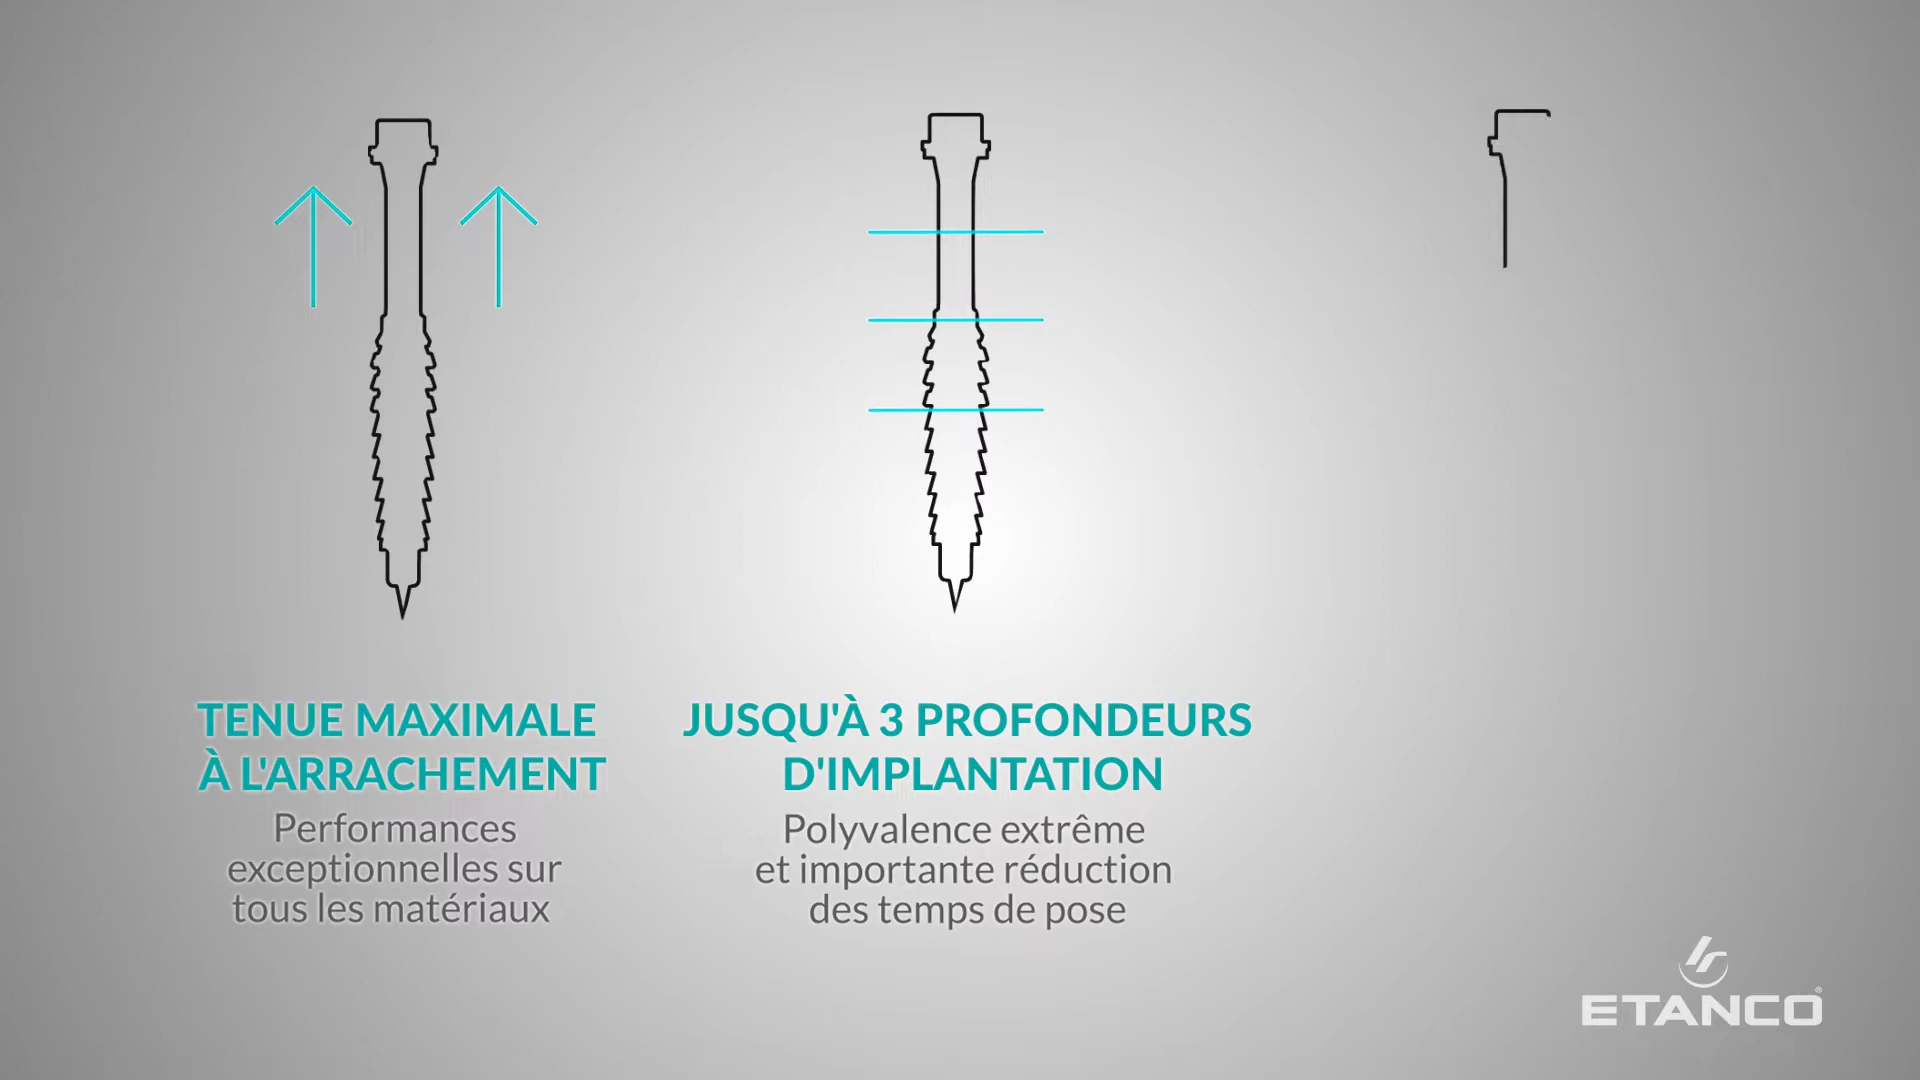 TENUE MAXIMALE
À L'ARRACHEMENT
Performances
exceptionnelles sur
tous les matériaux
JUSQU'À 3 PROFONDEURS
D'IMPLANTATION
Polyvalence extrême
et importante réduction
des temps de pose
ETANCO®